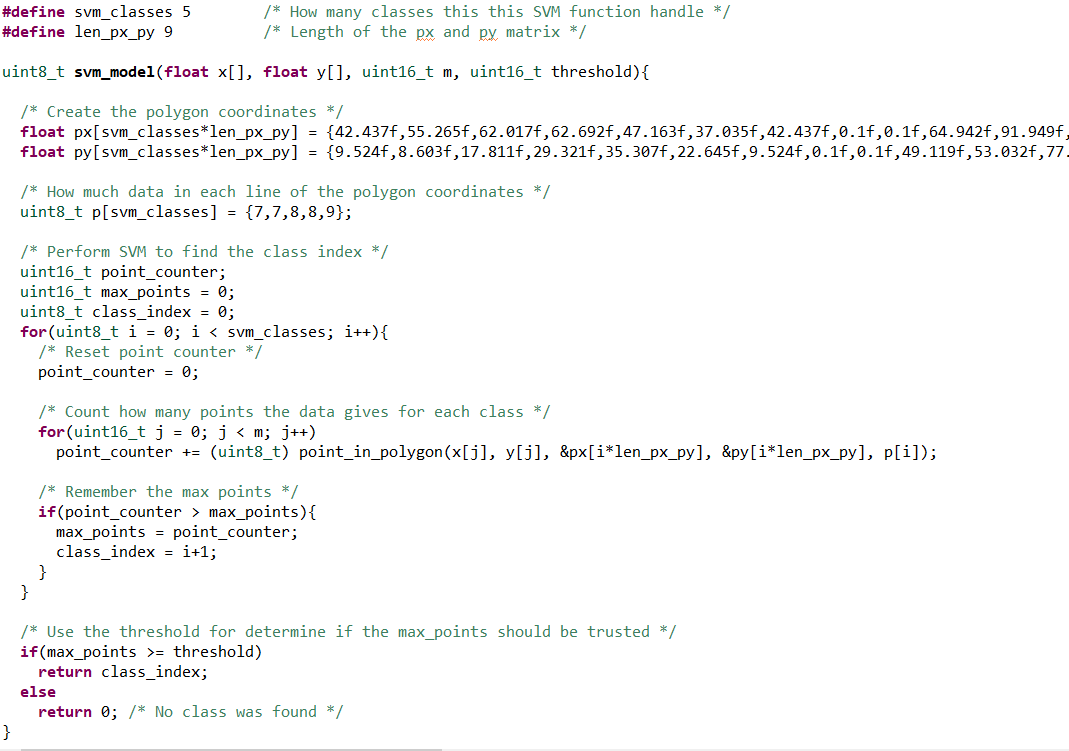 #define svm_classes 5        /* How many classes this this SVM function handle */
#define len_px_py 9          /* Length of the px and py matrix */
uint8_t svm_model(float x[], float y[], uint16_t m, uint16_t threshold){
  /* Create the polygon coordinates */
  float px[svm_classes*len_px_py] = {42.437f,55.265f,62.017f,62.692f,47.163f,37.035f,42.437f,0.1f,0.1f,64.942f,91.949f,
  float py[svm_classes*len_px_py] = {9.524f,8.603f,17.811f,29.321f,35.307f,22.645f,9.524f,0.1f,0.1f,49.119f,53.032f,77.
  /* How much data in each line of the polygon coordinates */
  uint8_t p[svm_classes] = {7,7,8,8,9};
  /* Perform SVM to find the class index */
  uint16_t point_counter;
  uint16_t max_points = 0;
  uint8_t class_index = 0;
  for(uint8_t i = 0; i < svm_classes; i++){
    /* Reset point counter */
    point_counter = 0;
    /* Count how many points the data gives for each class */
    for(uint16_t j = 0; j < m; j++)
      point_counter += (uint8_t) point_in_polygon(x[j], y[j], &px[i*len_px_py], &py[i*len_px_py], p[i]);
    /* Remember the max points */
    if(point_counter > max_points){
      max_points = point_counter;
      class_index = i+1;
    }
  }
  /* Use the threshold for determine if the max_points should be trusted */
  if(max_points >= threshold)
    return class_index;
  else
    return 0; /* No class was found */
}